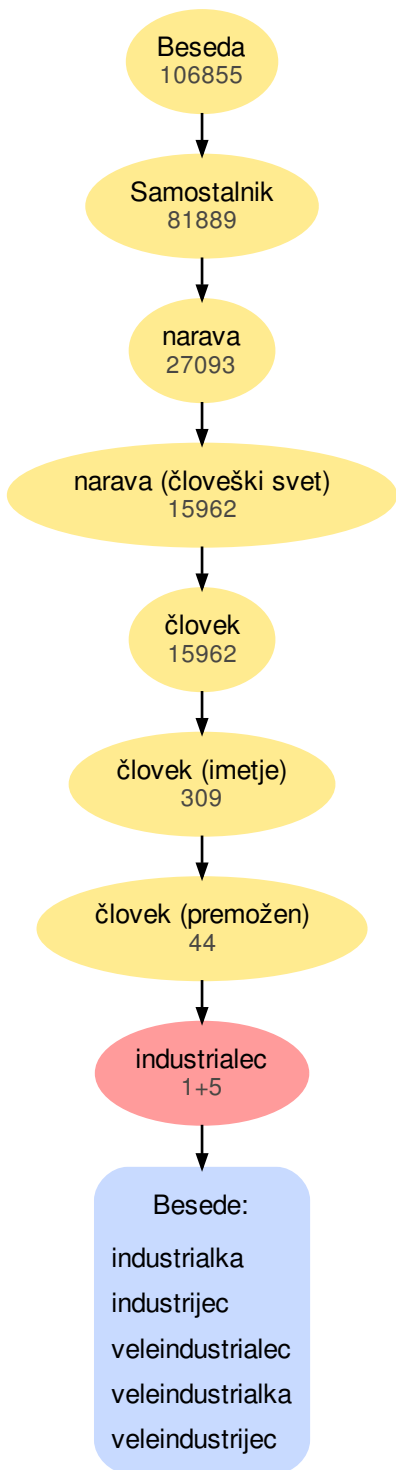 Beseda
106855
Samostalnik
81889
narava
27093
narava (človeški svet)
15962
človek
15962
človek (imetje)
309
človek (premožen)
44
industrialec
1+5
Besede:
industrialka
industrijec
veleindustrialec
veleindustrialka
veleindustrijec